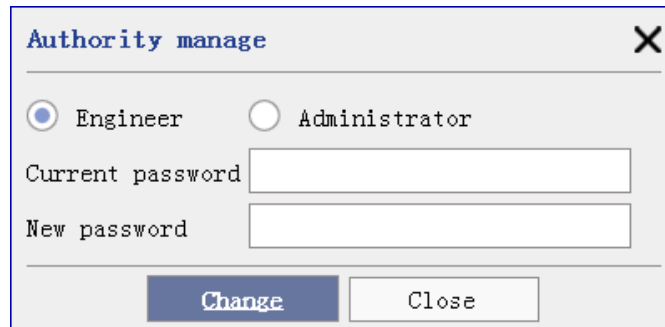 Authority manage
Engineer Administrator
Current password
New password
Change Close